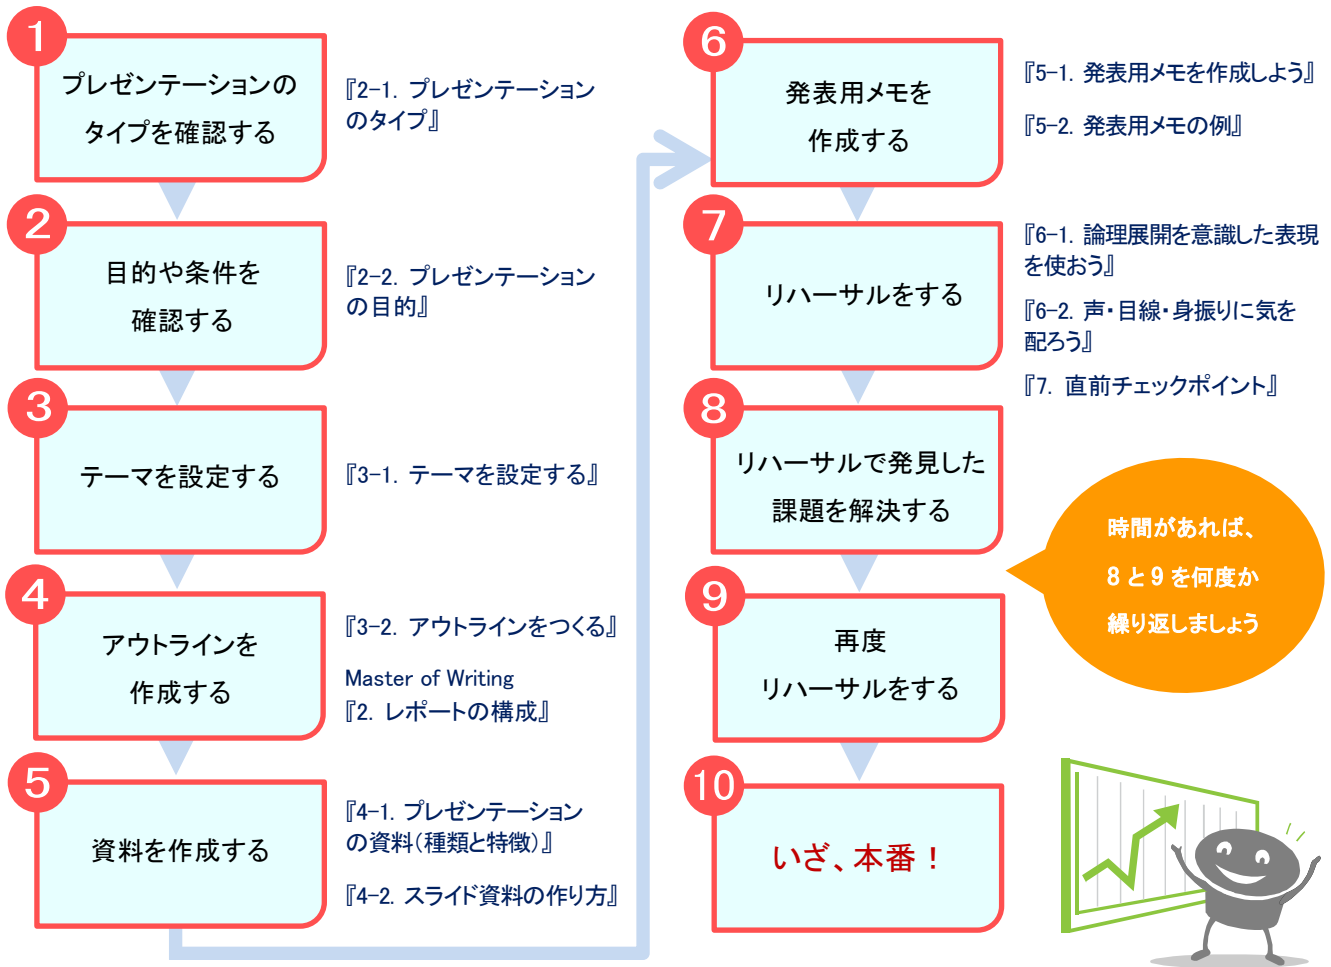 1
プレゼンテーションの
タイプを確認する
『2-1. プレゼンテーション
のタイプ』
2
目的や条件を
確認する
『2-2. プレゼンテーション
の目的』
3
テーマを設定する
『3-1. テーマを設定する』
4
アウトラインを
作成する
『3-2. アウトラインをつくる』
Master of Writing
『2. レポートの構成』
5
資料を作成する
『4-1. プレゼンテーション
の資料(種類と特徴)』
『4-2. スライド資料の作り方』
6
発表用メモを
作成する
『5-1. 発表用メモを作成しよう』
『5-2. 発表用メモの例』
7
リハーサルをする
『6-1. 論理展開を意識した表現
を使おう』
『6-2. 声・目線・身振りに気を
配ろう』
『7. 直前チェックポイント』
8
リハーサルで発見した
課題を解決する
時間があれば、
8と9を何度か
繰り返しましょう
9
再度
リハーサルをする
10
いざ、本番！